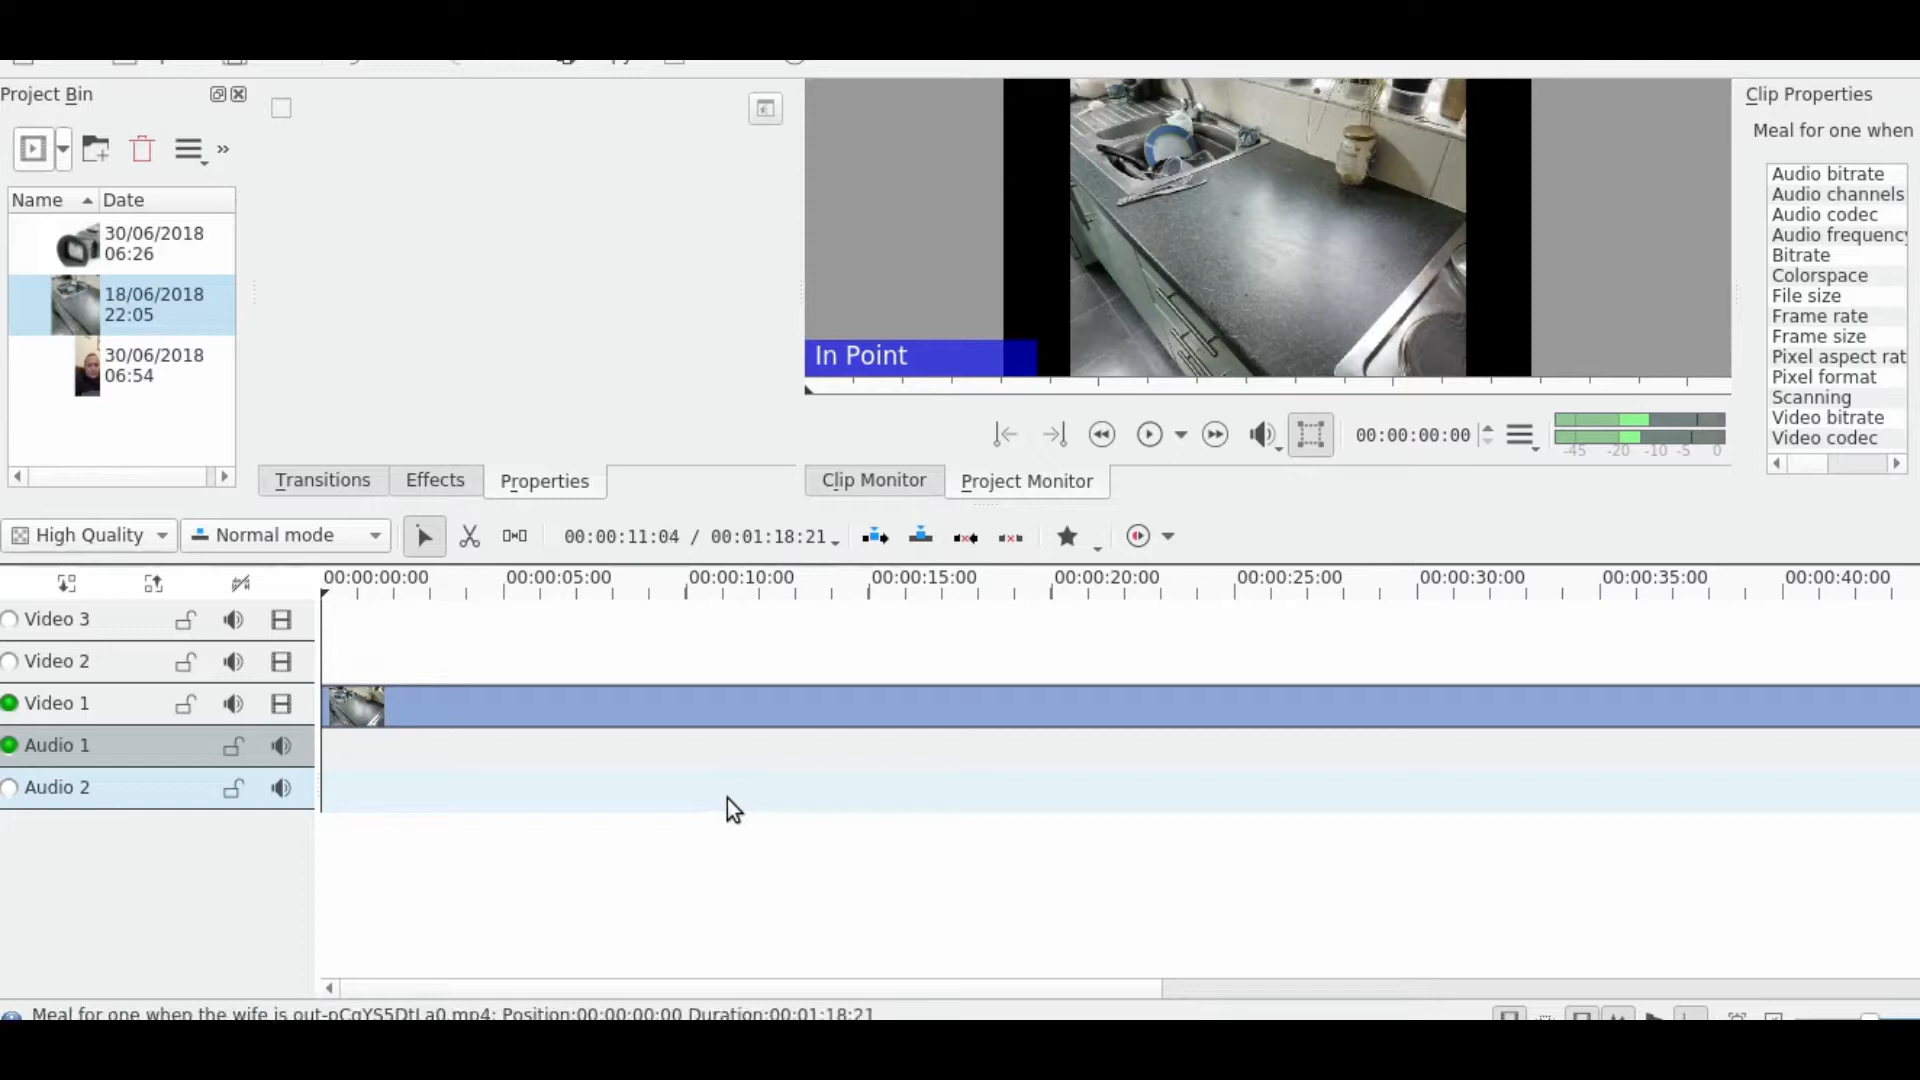 Project Bin
Name Date
30/06/2018
06:26
18/06/2018
22:05
30/06/2018
06:54
In Point
00:00:00:00
-45 -20 -10 -5 0
Clip Properties
Meal for one when
Audio bitrate
Audio channels
Audio codec
Audio frequency
Bitrate
Colorspace
File size
Frame rate
Frame size
Pixel aspect rat
Pixel format
Scanning
Video bitrate
Video codec
Transitions Effects Properties
Clip Monitor Project Monitor
High Quality Normal mode 00:00:11:04 / 00:01:18:21
00:00:00:00 00:00:05:00 00:00:10:00 00:00:15:00 00:00:20:00 00:00:25:00 00:00:30:00 00:00:35:00 00:00:40:00
Video 3
Video 2
Video 1
Audio 1
Audio 2
Meal for one when the wife is out-pCqYS5DtLa0.mp4: Position:00:00:00:00 Duration:00:01:18:21